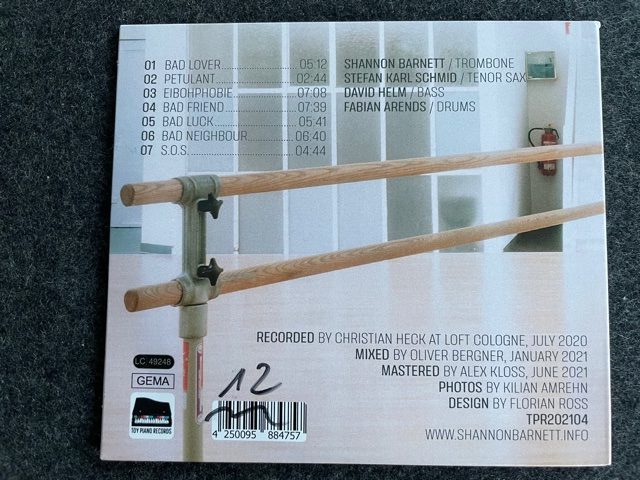 01 BAD LOVER 05:12
02 PETULANT 02:44
03 EIBOHPHOBIE 07:08
04 BAD FRIEND 07:39
05 BAD LUCK 05:41
06 BAD NEIGHBOUR 06:40
07 S.O.S. 04:44
SHANNON BARNETT / TROMBONE
STEFAN KARL SCHMID / TENOR SAX
DAVID HELM / BASS
FABIAN ARENDS / DRUMS
RECORDED BY CHRISTIAN HECK AT LOFT COLOGNE, JULY 2020
MIXED BY OLIVER BERGNER, JANUARY 2021
MASTERED BY ALEX KLOSS, JUNE 2021
PHOTOS BY KILIAN AMREHN
DESIGN BY FLORIAN ROSS
TPR202104
WWW.SHANNONBARNETT.INFO
LC 49248
GEMA
TOY PIANO RECORDS
12
4 250095 884757